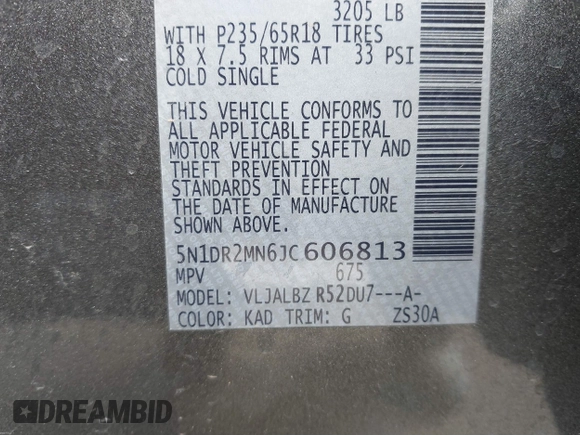 3205 LB
WITH P235/65R18 TIRES
18 X 7.5 RIMS AT 33 PSI
COLD SINGLE
THIS VEHICLE CONFORMS TO
ALL APPLICABLE FEDERAL
MOTOR VEHICLE SAFETY AND
THEFT PREVENTION
STANDARDS IN EFFECT ON
THE DATE OF MANUFACTURE
SHOWN ABOVE.
5N1DR2MN6JC606813
MPV 675
MODEL: VLJALBZ R52DU7---A-
COLOR: KAD TRIM: G ZS30A
DREAMBID